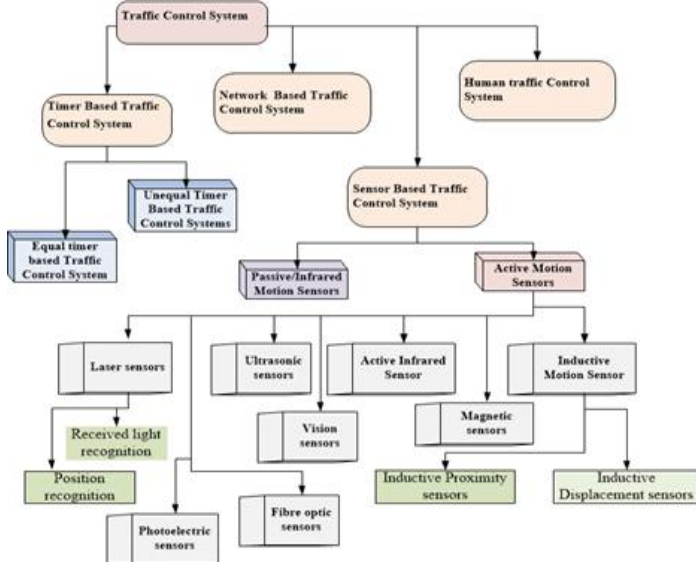 Traffic Control System
Timer Based Traffic
Control System
Network Based Traffic
Control System
Human traffic Control
System
Unequal Timer
Based Traffic
Control Systems
Equal timer
based Traffic
Control System
Sensor Based Traffic
Control System
Passive/Infrared
Motion Sensors
Active Motion
Sensors
Laser sensors
Ultrasonic
sensors
Active Infrared
Sensor
Inductive
Motion Sensor
Vision
sensors
Magnetic
sensors
Received light
recognition
Position
recognition
Inductive Proximity
sensors
Inductive
Displacement sensors
Photoelectric
sensors
Fibre optic
sensors